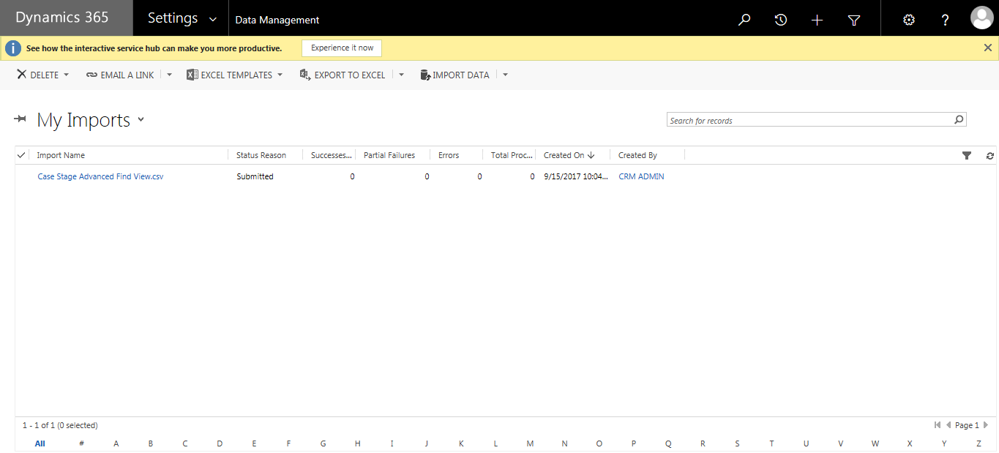 Dynamics 365 Settings Data Management
See how the interactive service hub can make you more productive. Experience it now
DELETE EMAIL A LINK EXCEL TEMPLATES EXPORT TO EXCEL IMPORT DATA
My Imports Search for records
Import Name Status Reason Successes... Partial Failures Errors Total Proc... Created On Created By
Case Stage Advanced Find View.csv Submitted 0 0 0 0 9/15/2017 10:04... CRM ADMIN
1 - 1 of 1 (0 selected) Page 1
All # A B C D E F G H I J K L M N O P Q R S T U V W X Y Z